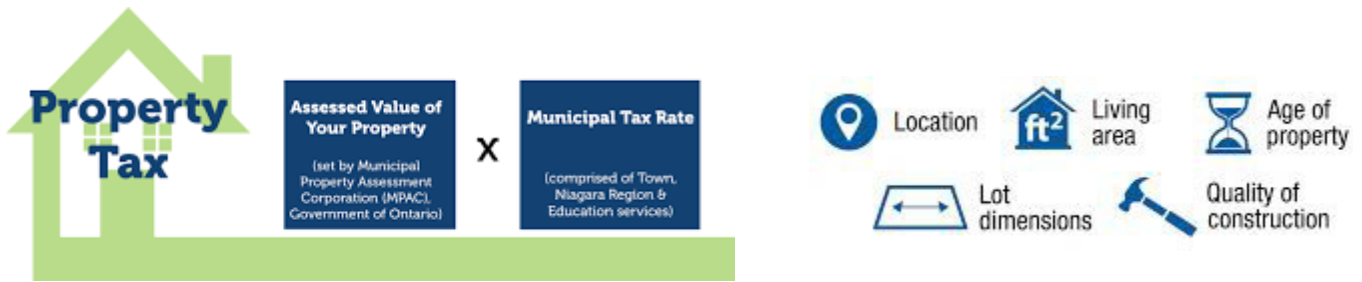 Property
Tax
Assessed Value of
Your Property
(set by Municipal
Property Assessment
Corporation (MPAC),
Government of Ontario)
X
Municipal Tax Rate
(comprised of Town,
Niagara Region &
Education services)
Location
ft²
Living
area
Age of
property
Lot
dimensions
Quality of
construction